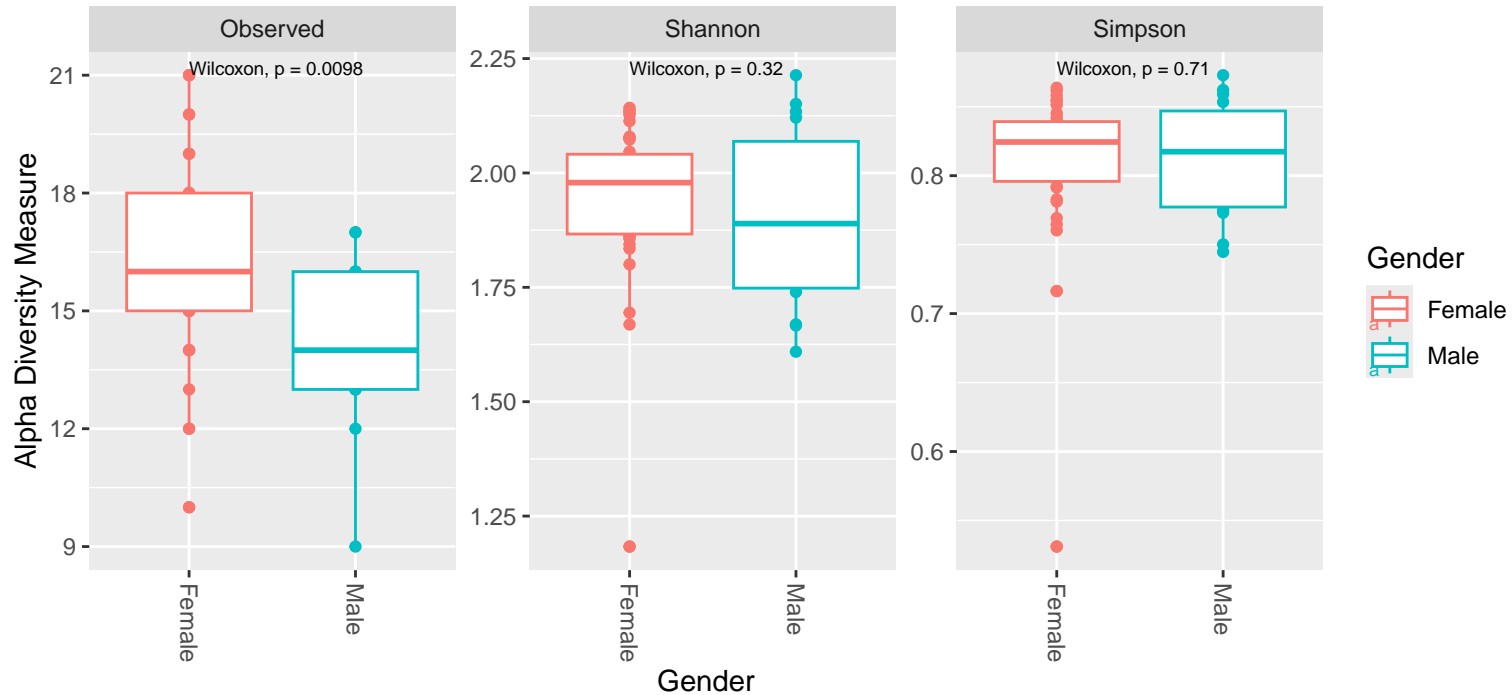 Observed
Shannon
Simpson
Wilcoxon, p = 0.0098
Wilcoxon, p = 0.32
Wilcoxon, p = 0.71
Alpha Diversity Measure
21
18
15
12
9
2.25
2.00
1.75
1.50
1.25
0.8
0.7
0.6
Female
Male
Female
Male
Female
Male
Gender
Gender
a
Female
a
Male